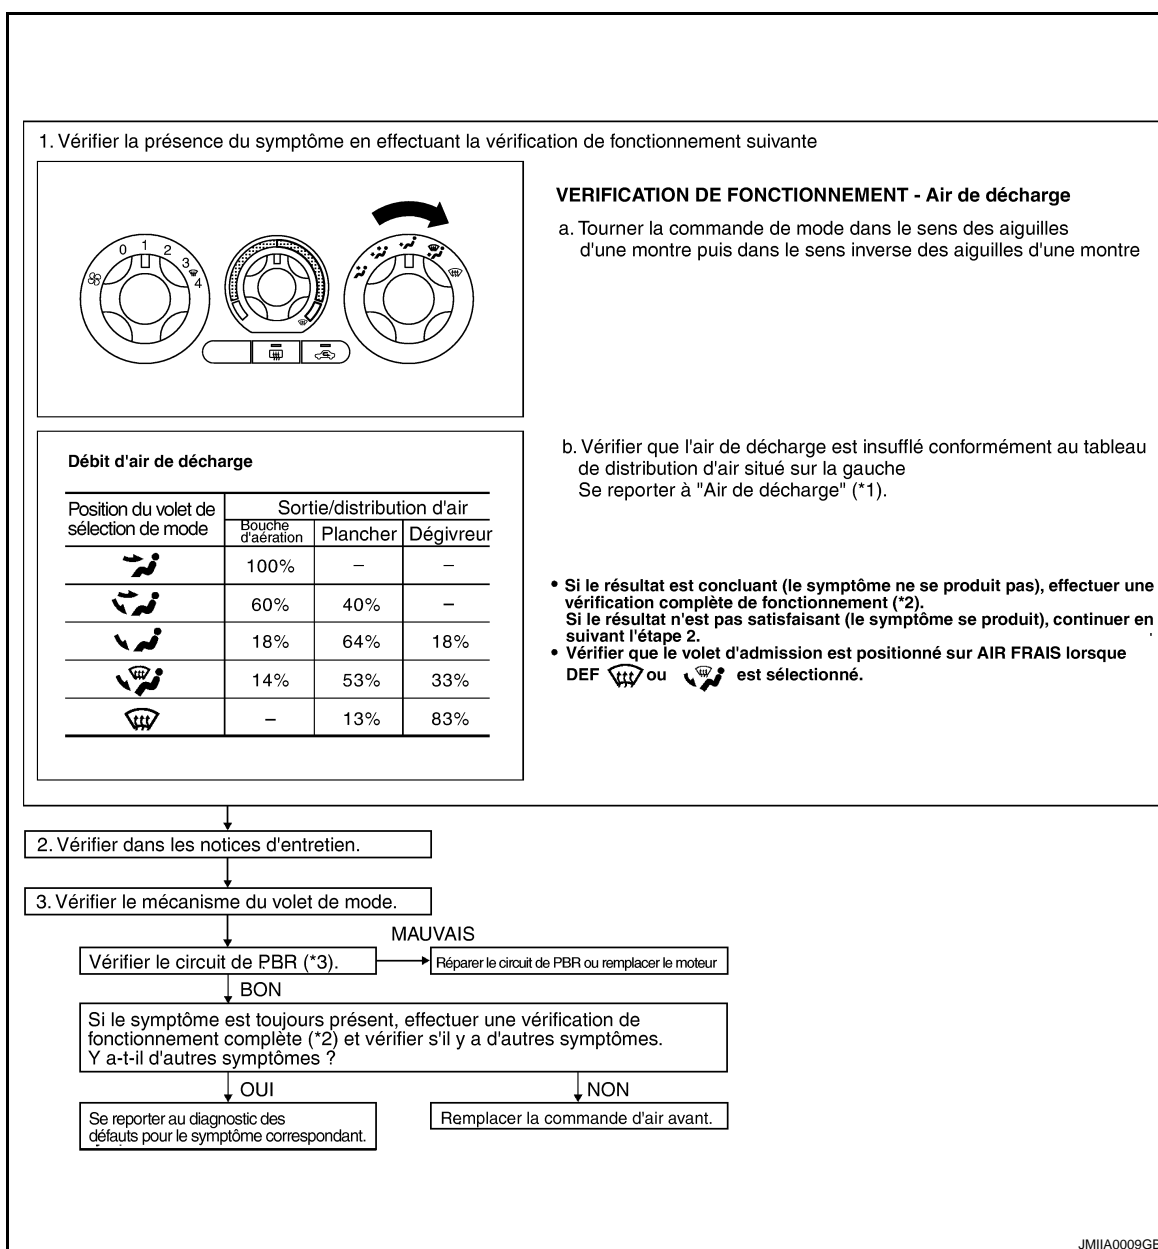 1. Vérifier la présence du symptôme en effectuant la vérification de fonctionnement suivante
0 1 2 3 4
VERIFICATION DE FONCTIONNEMENT - Air de décharge
a. Tourner la commande de mode dans le sens des aiguilles
d'une montre puis dans le sens inverse des aiguilles d'une montre
Débit d'air de décharge
Position du volet de sélection de mode | Sortie/distribution d'air
Bouche d'aération | Plancher | Dégivreur
100% – –
60% 40% –
18% 64% 18%
14% 53% 33%
– 13% 83%
b. Vérifier que l'air de décharge est insufflé conformément au tableau
de distribution d'air situé sur la gauche
Se reporter à "Air de décharge" (*1).
• Si le résultat est concluant (le symptôme ne se produit pas), effectuer une
vérification complète de fonctionnement (*2).
Si le résultat n'est pas satisfaisant (le symptôme se produit), continuer en
suivant l'étape 2.
• Vérifier que le volet d'admission est positionné sur AIR FRAIS lorsque
DEF ou est sélectionné.
2. Vérifier dans les notices d'entretien.
3. Vérifier le mécanisme du volet de mode.
MAUVAIS
Vérifier le circuit de PBR (*3).
Réparer le circuit de PBR ou remplacer le moteur
BON
Si le symptôme est toujours présent, effectuer une vérification de
fonctionnement complète (*2) et vérifier s'il y a d'autres symptômes.
Y a-t-il d'autres symptômes ?
OUI
NON
Se reporter au diagnostic des
défauts pour le symptôme correspondant.
Remplacer la commande d'air avant.
JMIIA0009GB